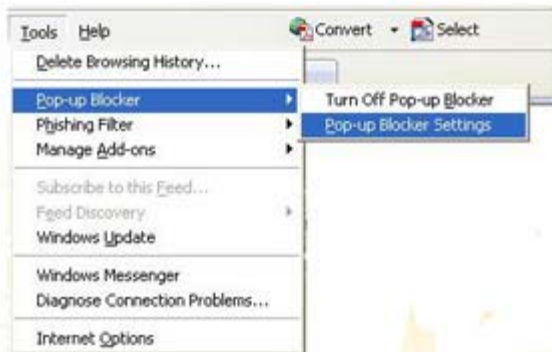 Tools Help
Convert Select
Delete Browsing History...
Pop-up Blocker
Turn Off Pop-up Blocker
Phishing Filter
Pop-up Blocker Settings
Manage Add-ons
Subscribe to this Feed...
Feed Discovery
Windows Update
Windows Messenger
Diagnose Connection Problems...
Internet Options